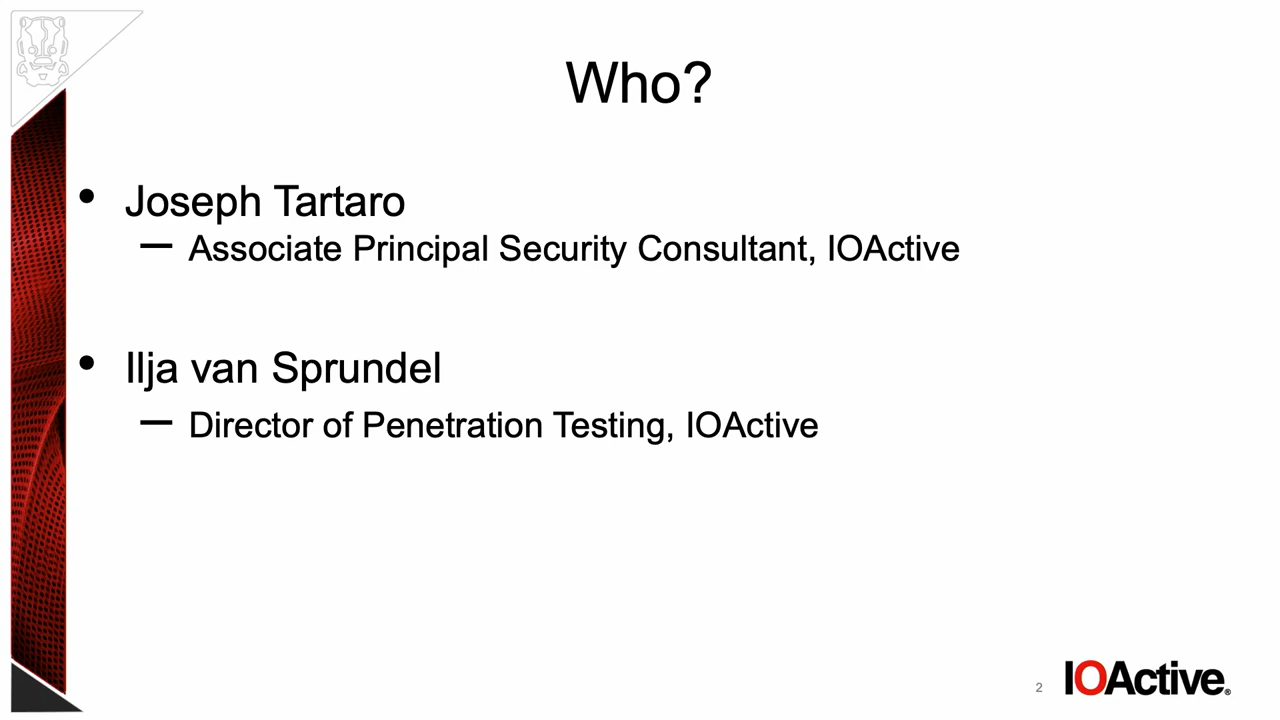 Who?
• Joseph Tartaro
– Associate Principal Security Consultant, IOActive
• Ilja van Sprundel
– Director of Penetration Testing, IOActive
2
IOActive®